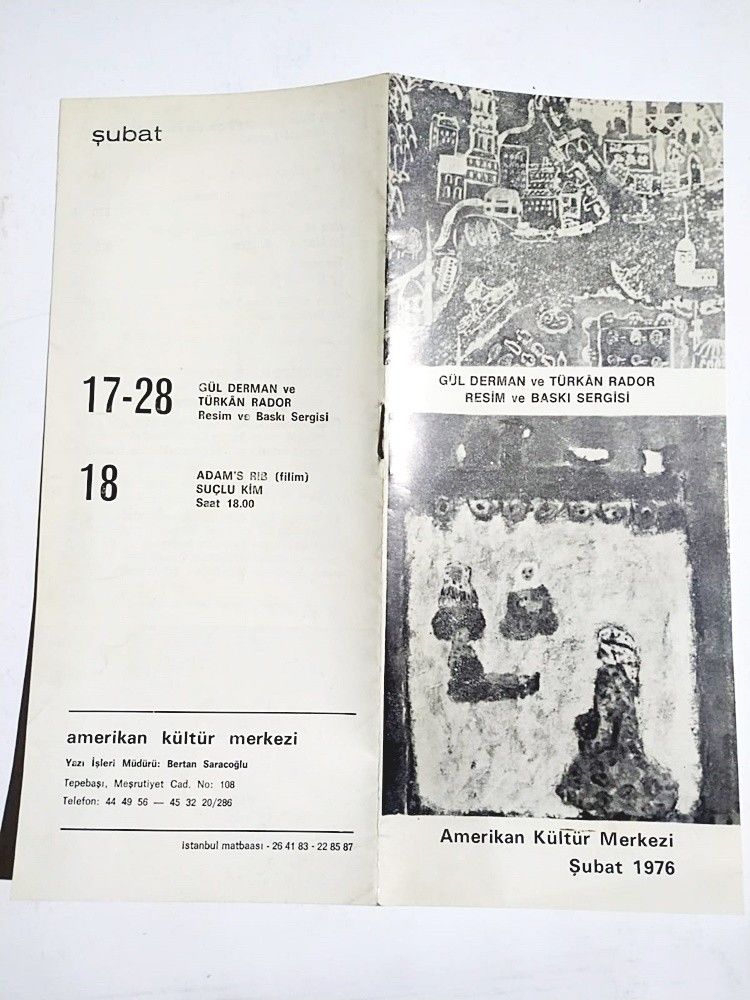 şubat
17-28
GÜL DERMAN ve
TÜRKÂN RADOR
Resim ve Baskı Sergisi
18
ADAM'S RIB (filim)
SUÇLU KİM
Saat 18.00
amerikan kültür merkezi
Yazı İşleri Müdürü: Bertan Saracoğlu
Tepebaşı, Meşrutiyet Cad. No: 108
Telefon: 44 49 56 — 45 32 20/286
istanbul matbaası - 26 41 83 - 22 85 87
GÜL DERMAN ve TÜRKÂN RADOR
RESİM ve BASKI SERGİSİ
Amerikan Kültür Merkezi
Şubat 1976